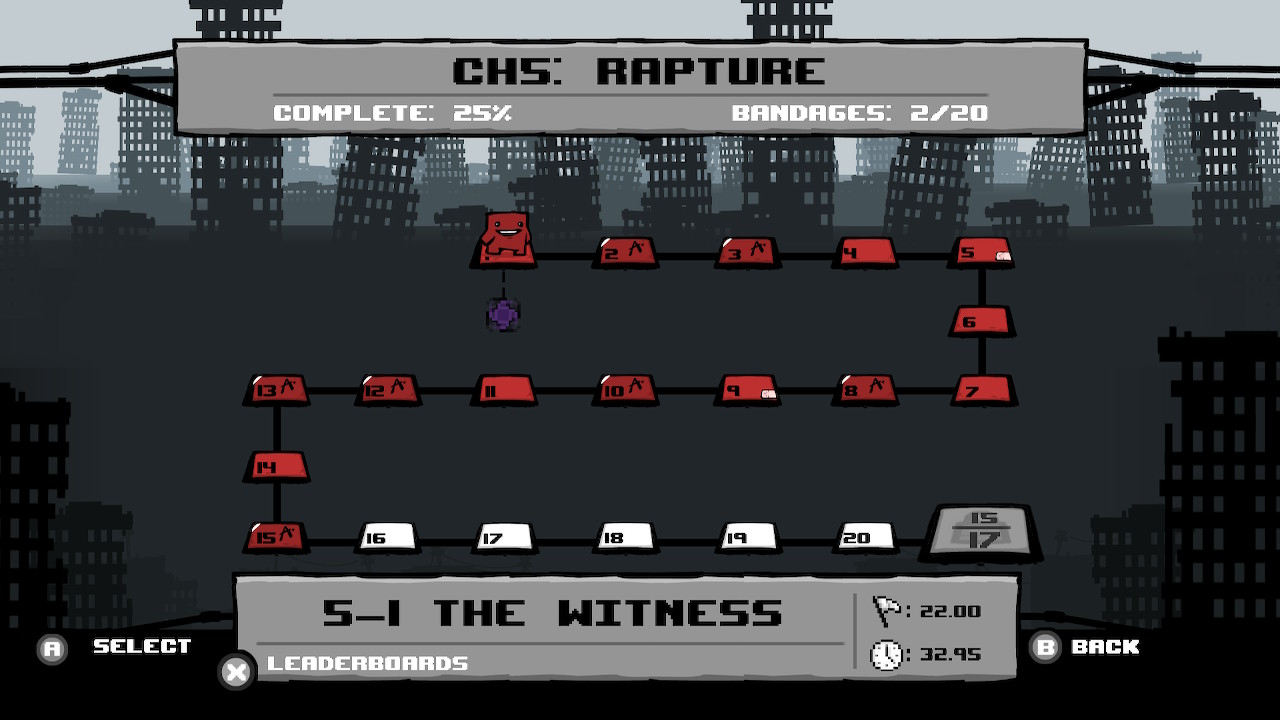 CH5: RAPTURE
COMPLETE: 25% BANDAGES: 2/20
2 A+ 3 A+ 4 5
6
13 A+ 12 A+ 11 10 A+ 9 8 A+ 7
14
15 A+ 16 17 18 19 20 15/17
5-1 THE WITNESS
: 22.00
: 32.95
A SELECT
X LEADERBOARDS
B BACK